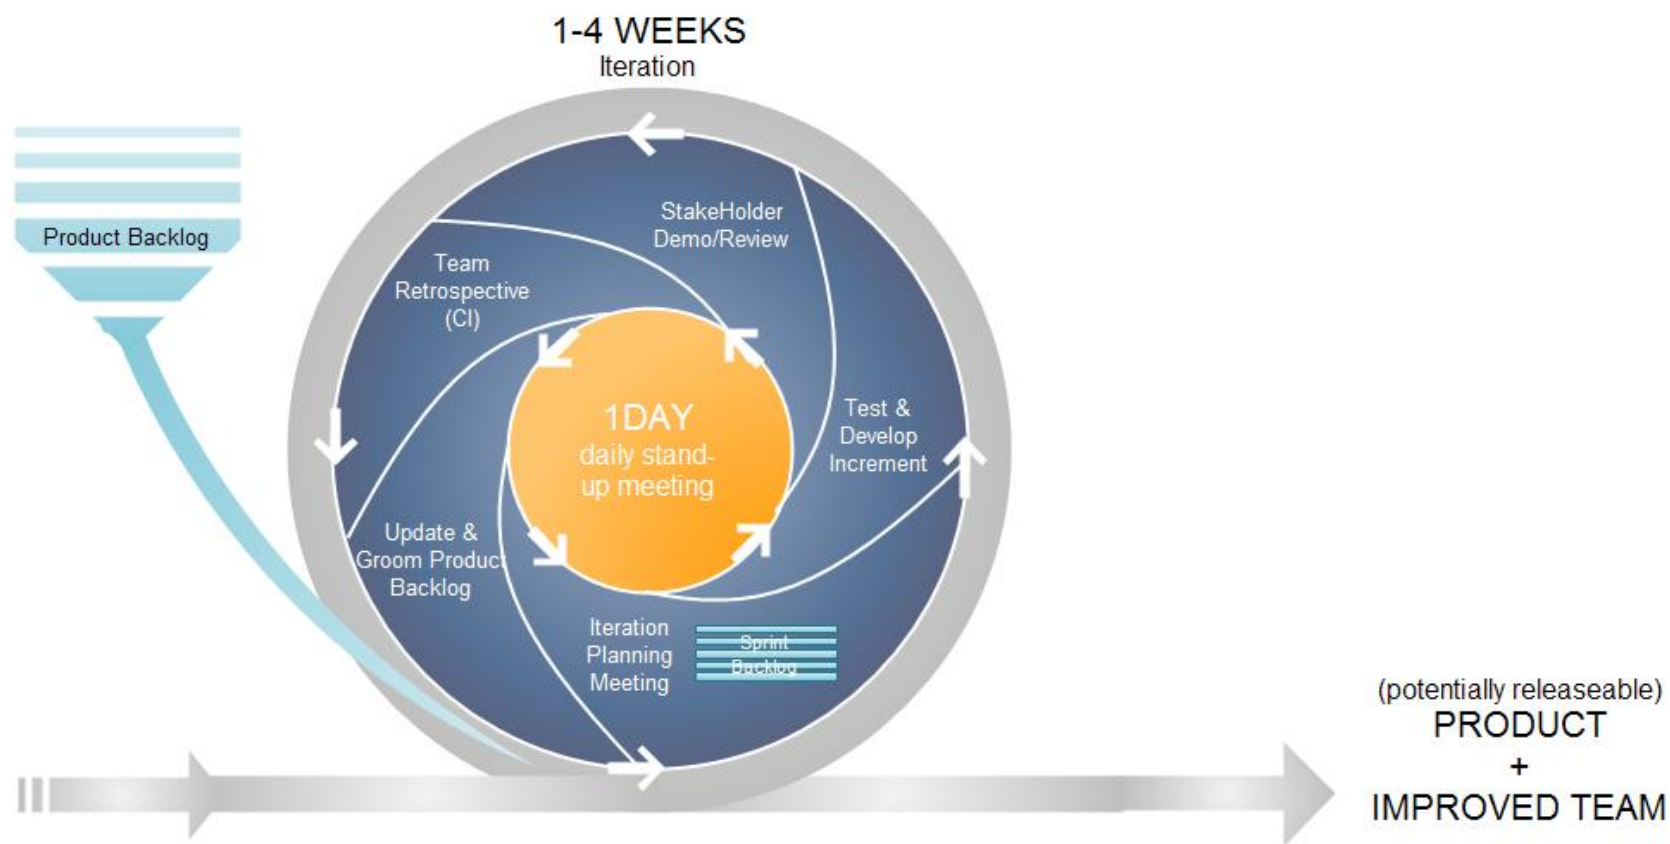 1-4 WEEKS
Iteration
Product Backlog
StakeHolder
Demo/Review
Team
Retrospective
(CI)
1DAY
daily stand-
up meeting
Test &
Develop
Increment
Update &
Groom Product
Backlog
Iteration
Planning
Meeting
Sprint
Backlog
(potentially releaseable)
PRODUCT
+
IMPROVED TEAM